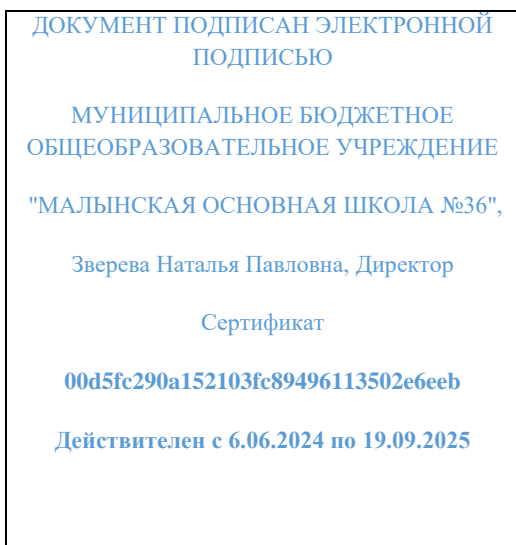 ДОКУМЕНТ ПОДПИСАН ЭЛЕКТРОННОЙ
ПОДПИСЬЮ
МУНИЦИПАЛЬНОЕ БЮДЖЕТНОЕ
ОБЩЕОБРАЗОВАТЕЛЬНОЕ УЧРЕЖДЕНИЕ
"МАЛЫНСКАЯ ОСНОВНАЯ ШКОЛА №36",
Зверева Наталья Павловна, Директор
Сертификат
00d5fc290a152103fc89496113502e6eeb
Действителен с 6.06.2024 по 19.09.2025